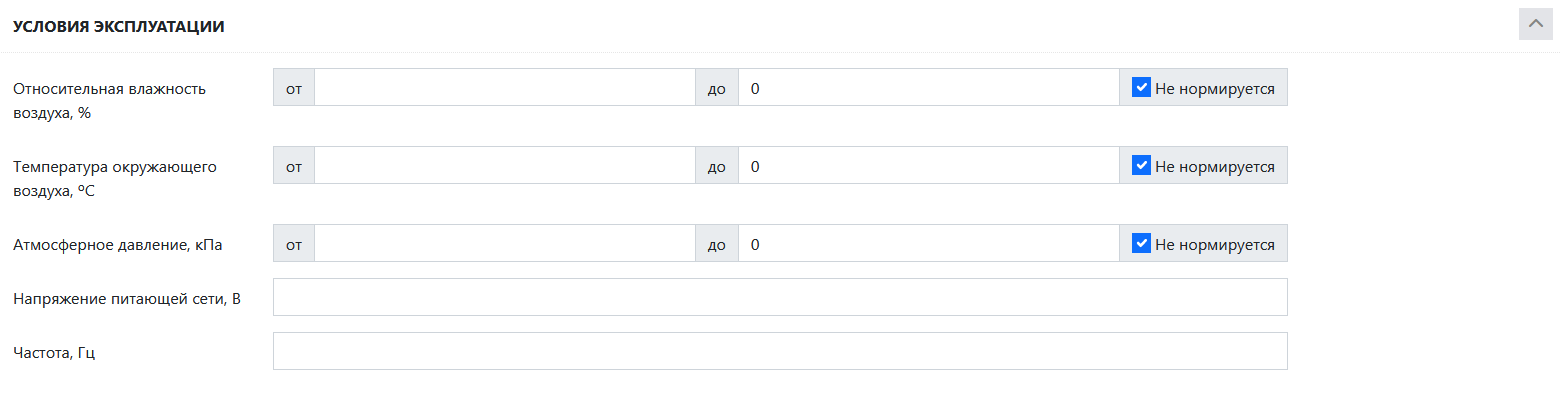 УСЛОВИЯ ЭКСПЛУАТАЦИИ
Относительная влажность
воздуха, %
от
до
0
Не нормируется
Температура окружающего
воздуха, ºС
от
до
0
Не нормируется
Атмосферное давление, кПа
от
до
0
Не нормируется
Напряжение питающей сети, В
Частота, Гц